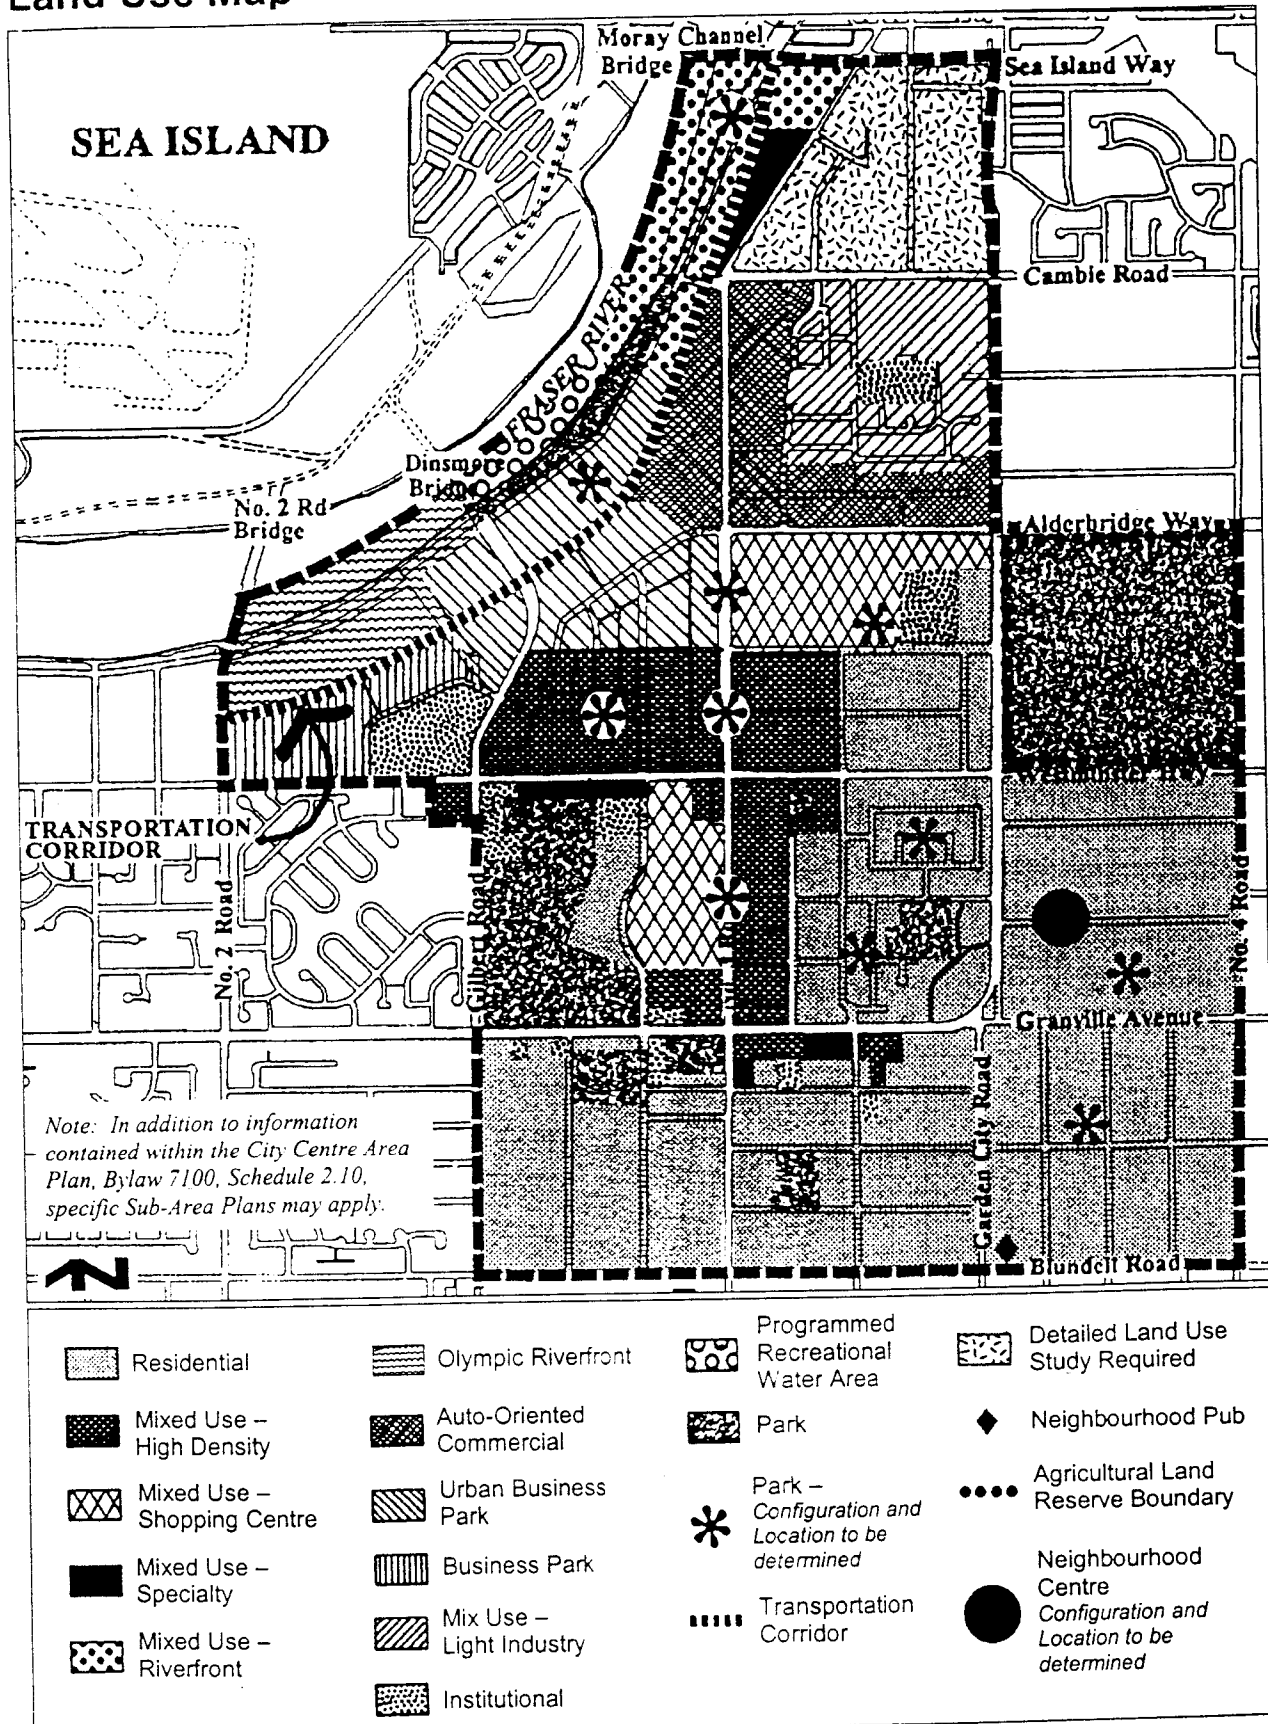 Land Use Map
Moray Channel
Bridge
Sea Island Way
SEA ISLAND
Cambie Road
FRASER RIVER
Dinsmore
Bridge
No. 2 Rd
Bridge
Alderbridge Way
Westminster Hwy
TRANSPORTATION
CORRIDOR
No. 2 Road
Gilbert Road
No. 4 Road
Granville Avenue
Garden City Road
Note: In addition to information
contained within the City Centre Area
Plan, Bylaw 7100, Schedule 2.10,
specific Sub-Area Plans may apply.
Blundell Road
N
Residential
Mixed Use –
High Density
Mixed Use –
Shopping Centre
Mixed Use –
Specialty
Mixed Use –
Riverfront
Olympic Riverfront
Auto-Oriented
Commercial
Urban Business
Park
Business Park
Mix Use –
Light Industry
Institutional
Programmed
Recreational
Water Area
Park
Park –
Configuration and
Location to be
determined
Transportation
Corridor
Detailed Land Use
Study Required
Neighbourhood Pub
Agricultural Land
Reserve Boundary
Neighbourhood
Centre
Configuration and
Location to be
determined